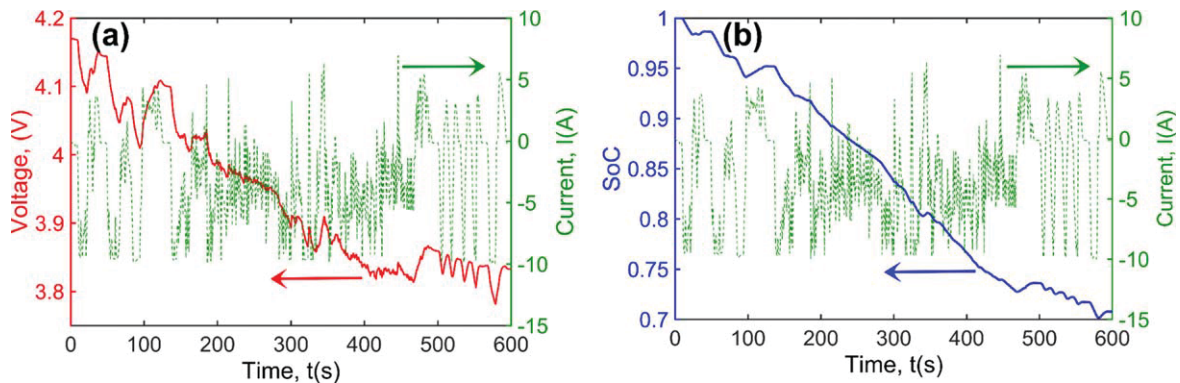 (a)
4.2
4.1
4
3.9
3.8
Voltage, (V)
10
5
0
-5
-10
-15
Current, I(A)
0 100 200 300 400 500 600
Time, t(s)
(b)
1
0.95
0.9
0.85
0.8
0.75
0.7
SoC
10
5
0
-5
-10
-15
Current, I(A)
0 100 200 300 400 500 600
Time, t(s)